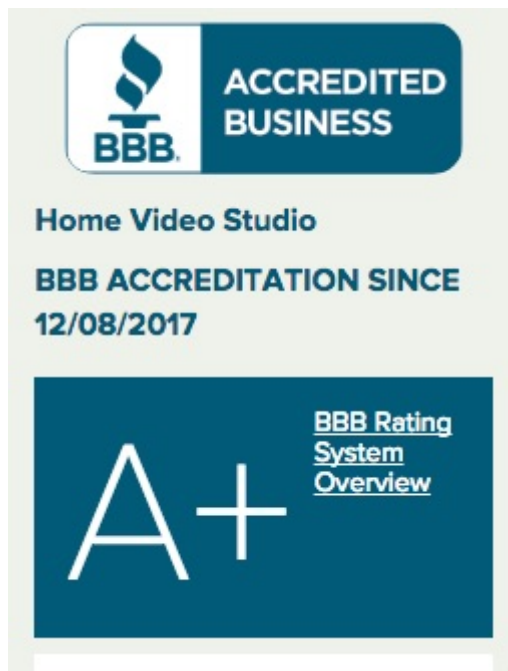 BBB.
ACCREDITED
BUSINESS
Home Video Studio
BBB ACCREDITATION SINCE
12/08/2017
A+
BBB Rating
System
Overview